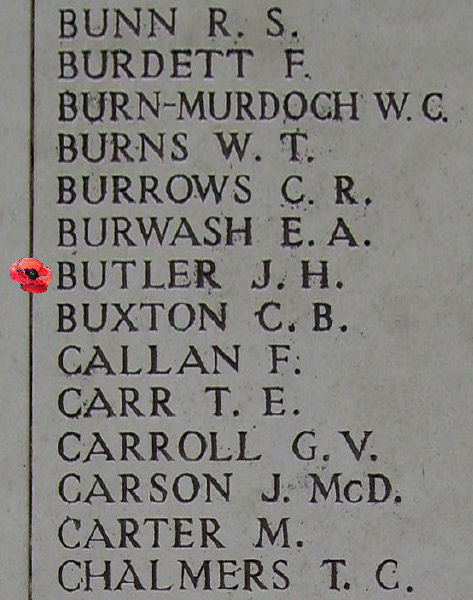 BUNN R. S.
BURDETT F.
BURN-MURDOCH W. C.
BURNS W. T.
BURROWS C. R.
BURWASH E. A.
BUTLER J. H.
BUXTON C. B.
CALLAN F.
CARR T. E.
CARROLL G. V.
CARSON J. McD.
CARTER M.
CHALMERS T. C.